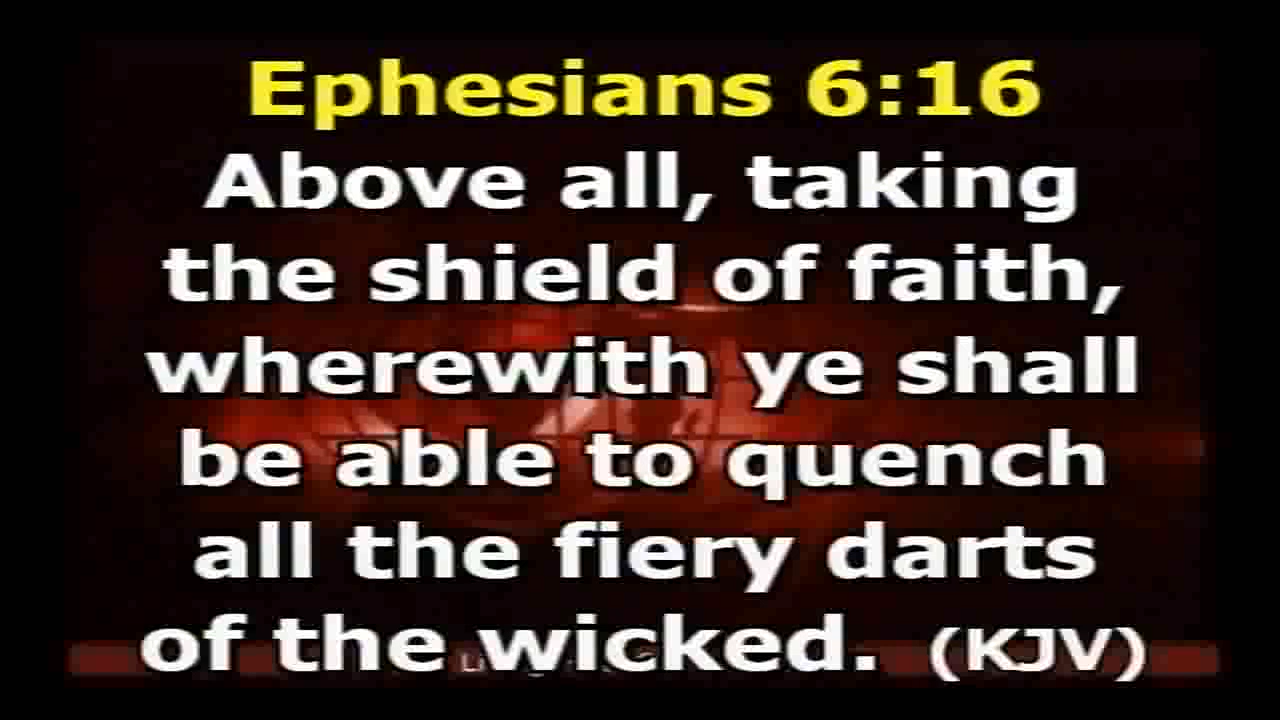 Ephesians 6:16
Above all, taking
the shield of faith,
wherewith ye shall
be able to quench
all the fiery darts
of the wicked. (KJV)